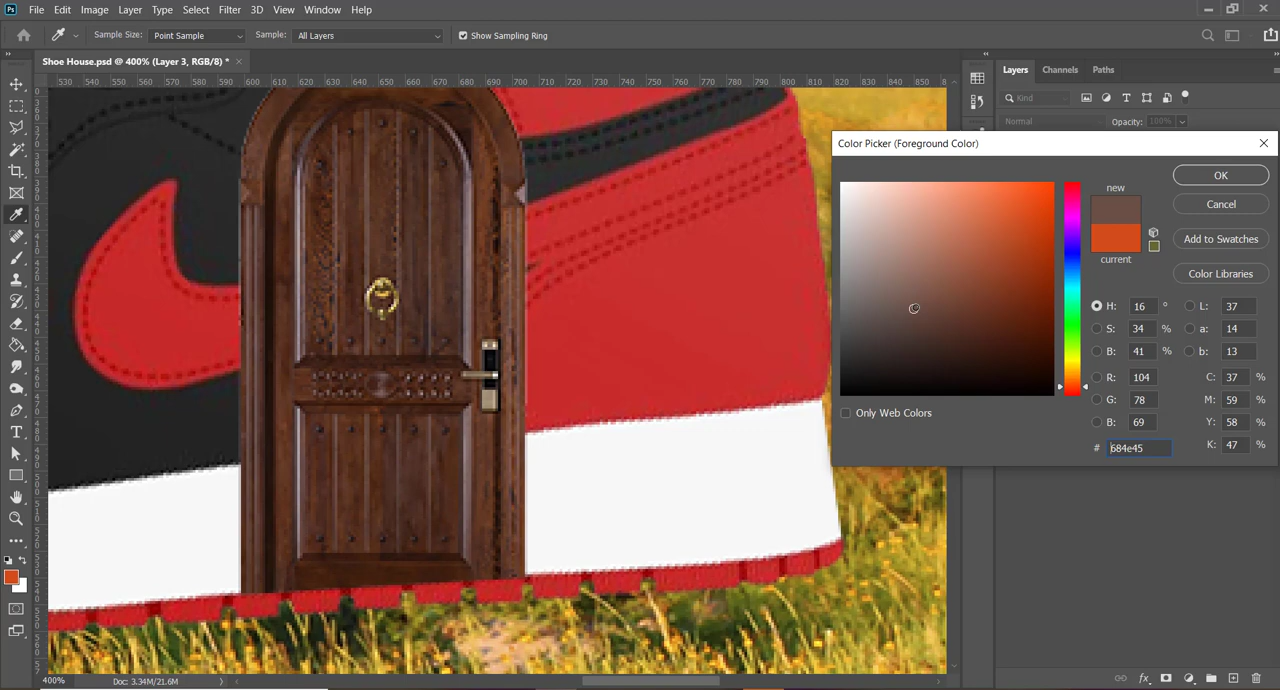 Ps File Edit Image Layer Type Select Filter 3D View Window Help
Sample Size: Point Sample Sample: All Layers Show Sampling Ring
Shoe House.psd @ 400% (Layer 3, RGB/8) *
530 540 550 560 570 580 590 600 610 620 630 640 650 660 670 680 690 700 710 720 730 740 750 760 770 780 790 800 810 820 830 840 850 860
Layers Channels Paths
Kind
Normal Opacity: 100%
Color Picker (Foreground Color)
new
current
OK
Cancel
Add to Swatches
Color Libraries
H: 16 ° L: 37
S: 34 % a: 14
B: 41 % b: 13
R: 104 C: 37 %
G: 78 M: 59 %
B: 69 Y: 58 %
# 684e45 K: 47 %
Only Web Colors
400% Doc: 3.34M/21.6M
fx